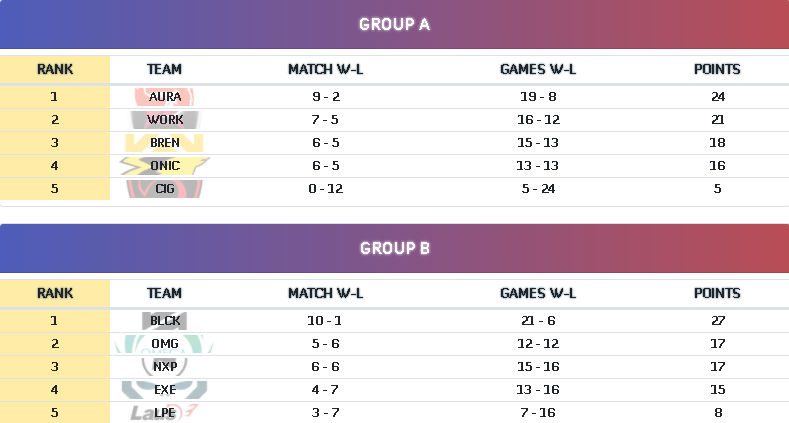 GROUP A
RANK TEAM MATCH W-L GAMES W-L POINTS
1 AURA 9 - 2 19 - 8 24
2 WORK 7 - 5 16 - 12 21
3 BREN 6 - 5 15 - 13 18
4 ONIC 6 - 5 13 - 13 16
5 CIG 0 - 12 5 - 24 5
GROUP B
RANK TEAM MATCH W-L GAMES W-L POINTS
1 BLCK 10 - 1 21 - 6 27
2 OMG 5 - 6 12 - 12 17
3 NXP 6 - 6 15 - 16 17
4 EXE 4 - 7 13 - 16 15
5 LPE 3 - 7 7 - 16 8